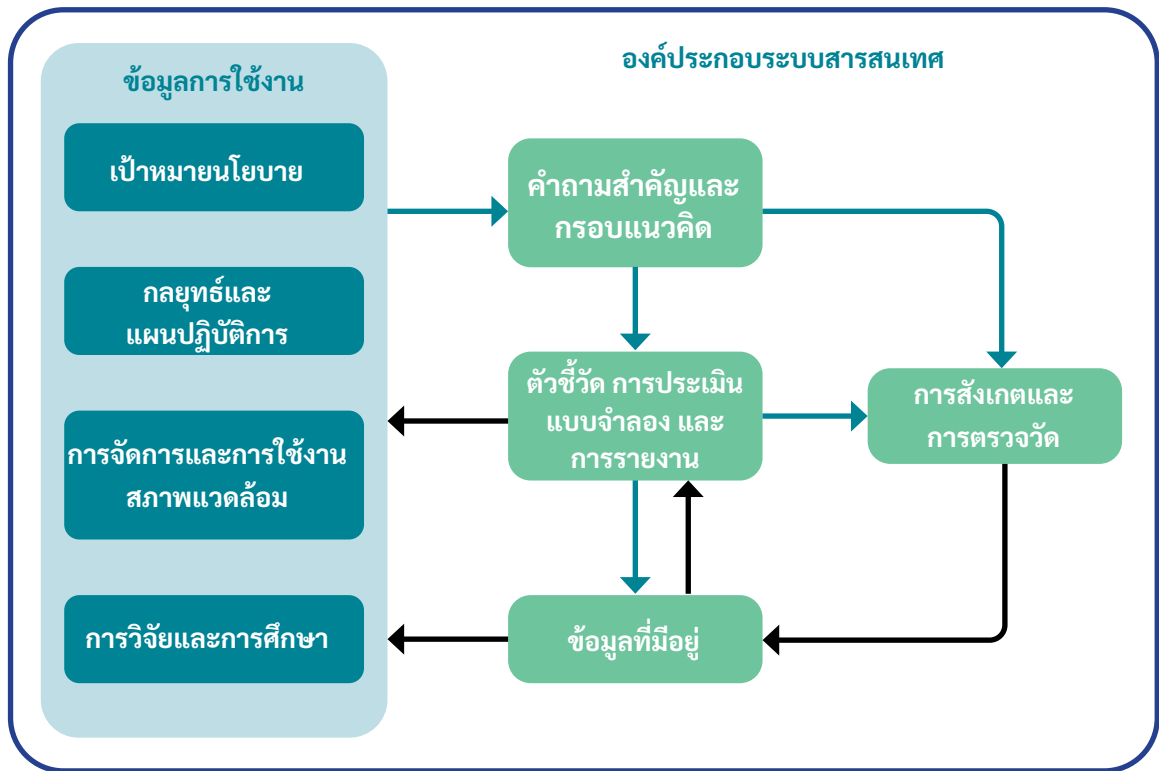 องค์ประกอบระบบสารสนเทศ
ข้อมูลการใช้งาน
เป้าหมายนโยบาย
กลยุทธ์และ
แผนปฏิบัติการ
การจัดการและการใช้งาน
สภาพแวดล้อม
การวิจัยและการศึกษา
คำถามสำคัญและ
กรอบแนวคิด
ตัวชี้วัด การประเมิน
แบบจำลอง และ
การรายงาน
ข้อมูลที่มีอยู่
การสังเกตและ
การตรวจวัด